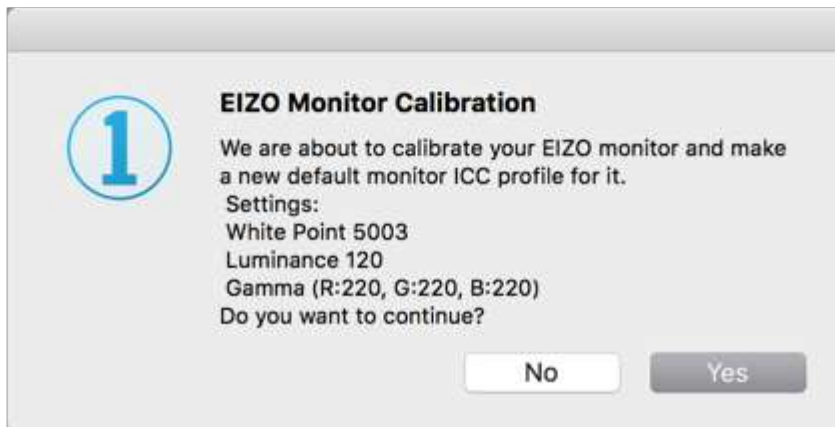 1
EIZO Monitor Calibration
We are about to calibrate your EIZO monitor and make
a new default monitor ICC profile for it.
Settings:
White Point 5003
Luminance 120
Gamma (R:220, G:220, B:220)
Do you want to continue?
No
Yes